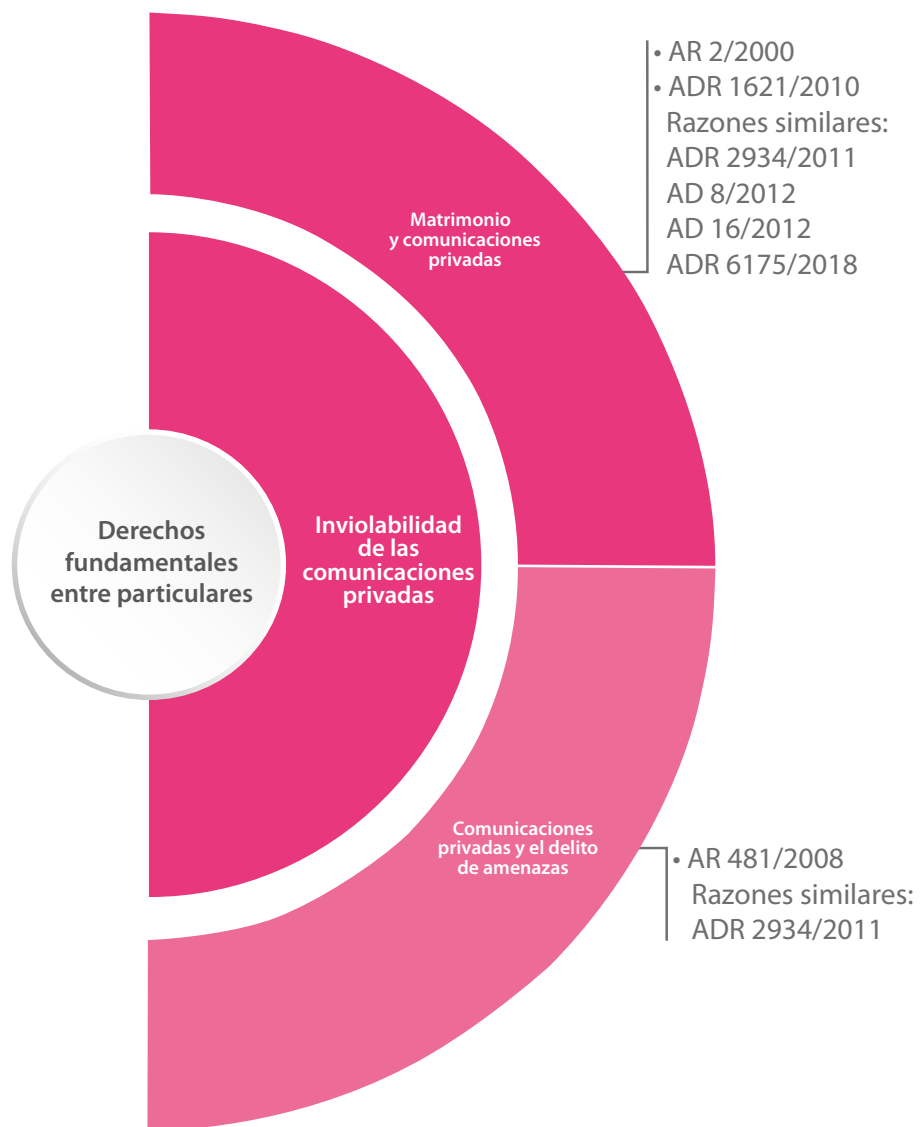 Derechos
fundamentales
entre particulares
Inviolabilidad
de las
comunicaciones
privadas
Matrimonio
y comunicaciones
privadas
• AR 2/2000
• ADR 1621/2010
Razones similares:
ADR 2934/2011
AD 8/2012
AD 16/2012
ADR 6175/2018
Comunicaciones
privadas y el delito
de amenazas
• AR 481/2008
Razones similares:
ADR 2934/2011